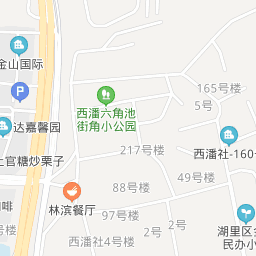 金山国际
165号楼
5号
P
西潘六角池
街角小公园
达嘉馨园
西潘社-160
217号楼
上官糖炒栗子
49号楼
88号楼
林滨餐厅
97号楼
2号
湖里区
民办小
西潘社4号楼
2号